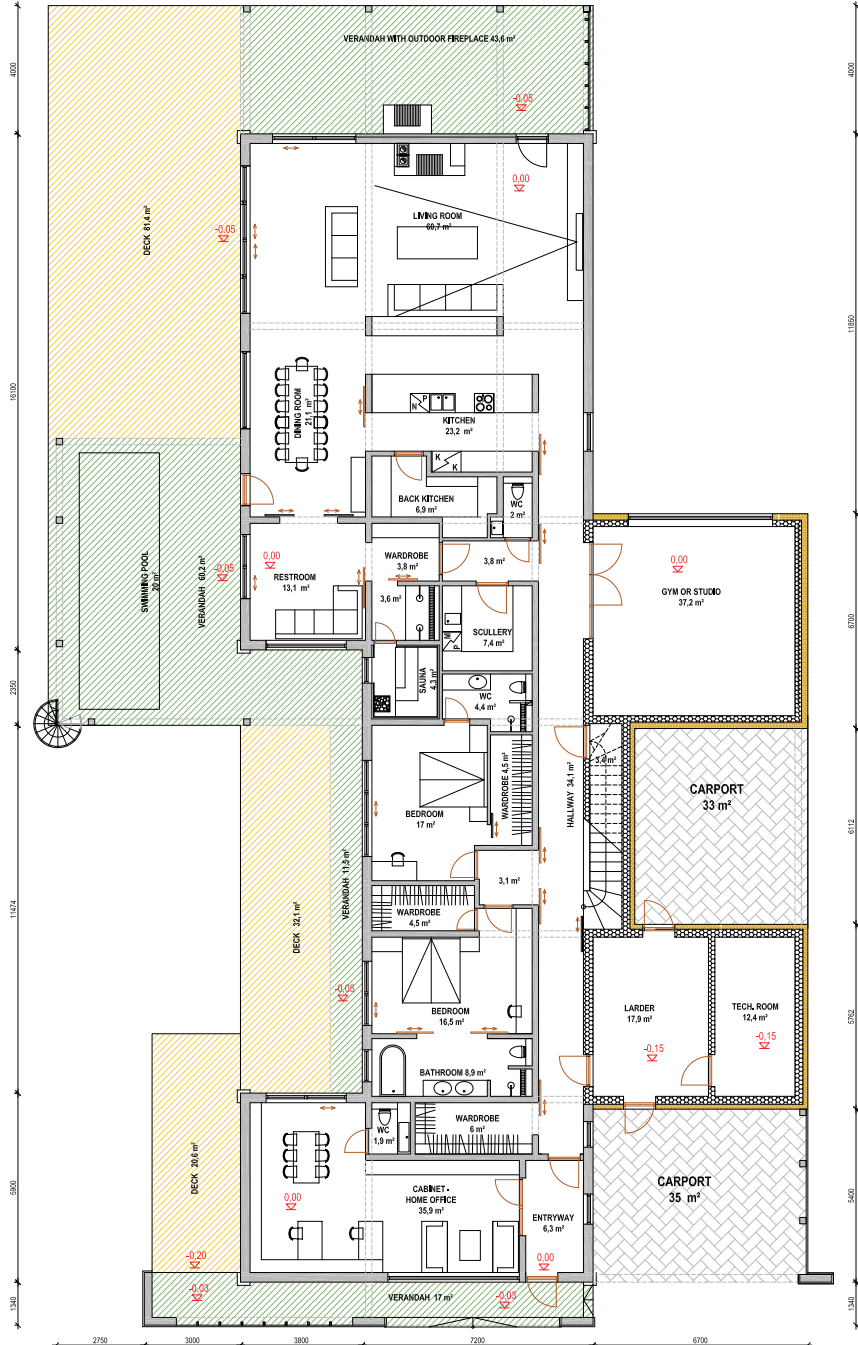 VERANDAH WITH OUTDOOR FIREPLACE 43,6 m²
4000
4000
-0,05
0,00
LIVING ROOM
60,7 m²
-0,05
DECK 81,4 m²
11850
16100
DINING ROOM
21,1 m²
P
N
KITCHEN
23,2 m²
K
K
BACK KITCHEN
6,9 m²
WC
2 m²
SWIMMING POOL
20 m²
VERANDAH 60,2 m²
-0,05
0,00
RESTROOM
13,1 m²
WARDROBE
3,8 m²
3,8 m²
0,00
GYM OR STUDIO
37,2 m²
3,6 m²
SCULLERY
7,4 m²
M
P
6700
2350
SAUNA
4,3 m²
WC
4,4 m²
3,4 m²
HALLWAY 34,1 m²
WARDROBE 4,5 m²
BEDROOM
17 m²
CARPORT
33 m²
6112
3,1 m²
VERANDAH 11,5 m²
DECK 32,1 m²
11474
WARDROBE
4,5 m²
-0,05
BEDROOM
16,5 m²
LARDER
17,9 m²
-0,15
TECH. ROOM
12,4 m²
-0,15
5762
BATHROOM 8,9 m²
WC
1,9 m²
WARDROBE
6 m²
DECK 20,6 m²
5900
0,00
CABINET -
HOME OFFICE
35,9 m²
ENTRYWAY
6,3 m²
0,00
CARPORT
35 m²
5400
-0,20
-0,03
VERANDAH 17 m²
-0,03
1340
1340
2750
3000
3800
7200
6700